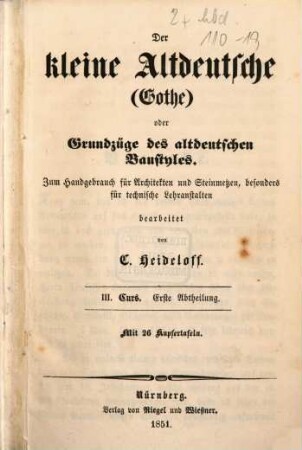 2 + lbd.
110-19
Der
kleine Altdeutsche
(Gothe)
oder
Grundzüge des altdeutschen
Baustyles.
Zum Handgebrauch für Architekten und Steinmetzen, besonders
für technische Lehranstalten
bearbeitet
von
C. Heideloff.
III. Curs. Erste Abtheilung.
Mit 26 Kupfertafeln.
Nürnberg.
Verlag von Riegel und Wießner.
1851.